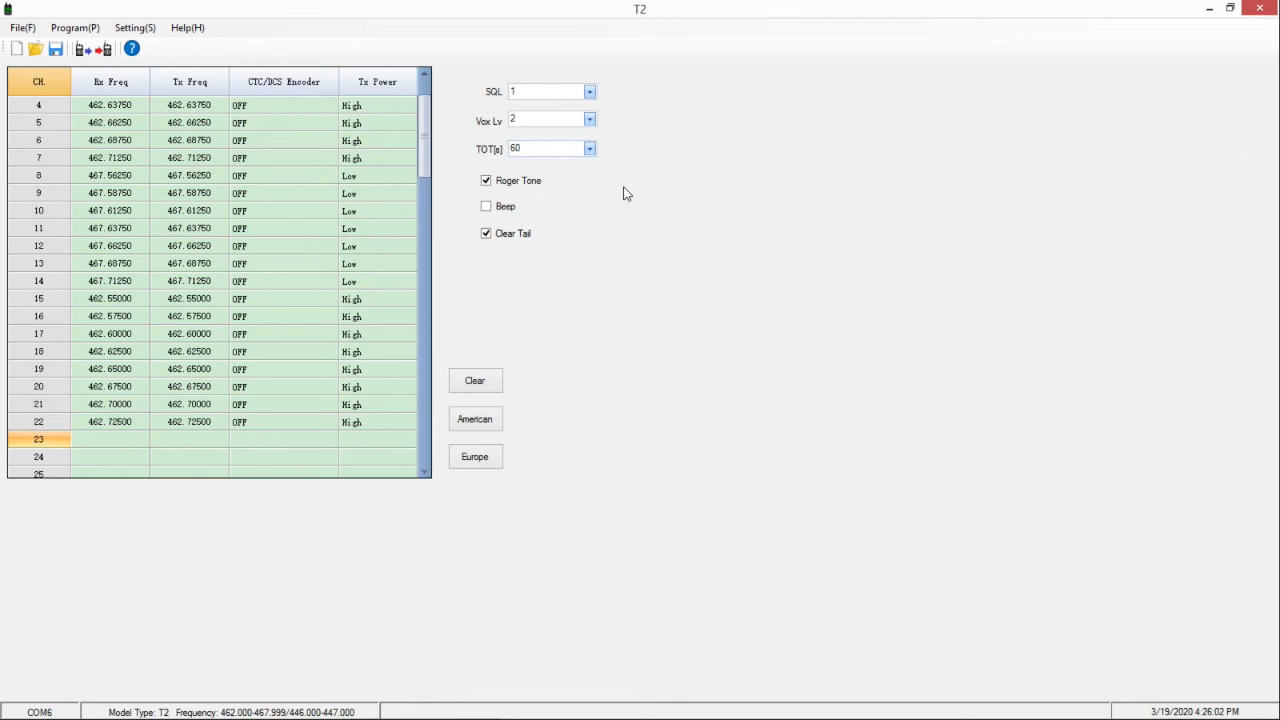 T2
File(F) Program(P) Setting(S) Help(H)
CH. Rx Freq Tx Freq CTC/DCS Encoder Tx Power
4 462.63750 462.63750 OFF High
5 462.66250 462.66250 OFF High
6 462.68750 462.68750 OFF High
7 462.71250 462.71250 OFF High
8 467.56250 467.56250 OFF Low
9 467.58750 467.58750 OFF Low
10 467.61250 467.61250 OFF Low
11 467.63750 467.63750 OFF Low
12 467.66250 467.66250 OFF Low
13 467.68750 467.68750 OFF Low
14 467.71250 467.71250 OFF Low
15 462.55000 462.55000 OFF High
16 462.57500 462.57500 OFF High
17 462.60000 462.60000 OFF High
18 462.62500 462.62500 OFF High
19 462.65000 462.65000 OFF High
20 462.67500 462.67500 OFF High
21 462.70000 462.70000 OFF High
22 462.72500 462.72500 OFF High
23
24
25
SQL 1
Vox Lv 2
TOT[s] 60
Roger Tone
Beep
Clear Tail
Clear
American
Europe
COM6 Model Type: T2 Frequency: 462.000-467.999/446.000-447.000 3/19/2020 4:26:02 PM